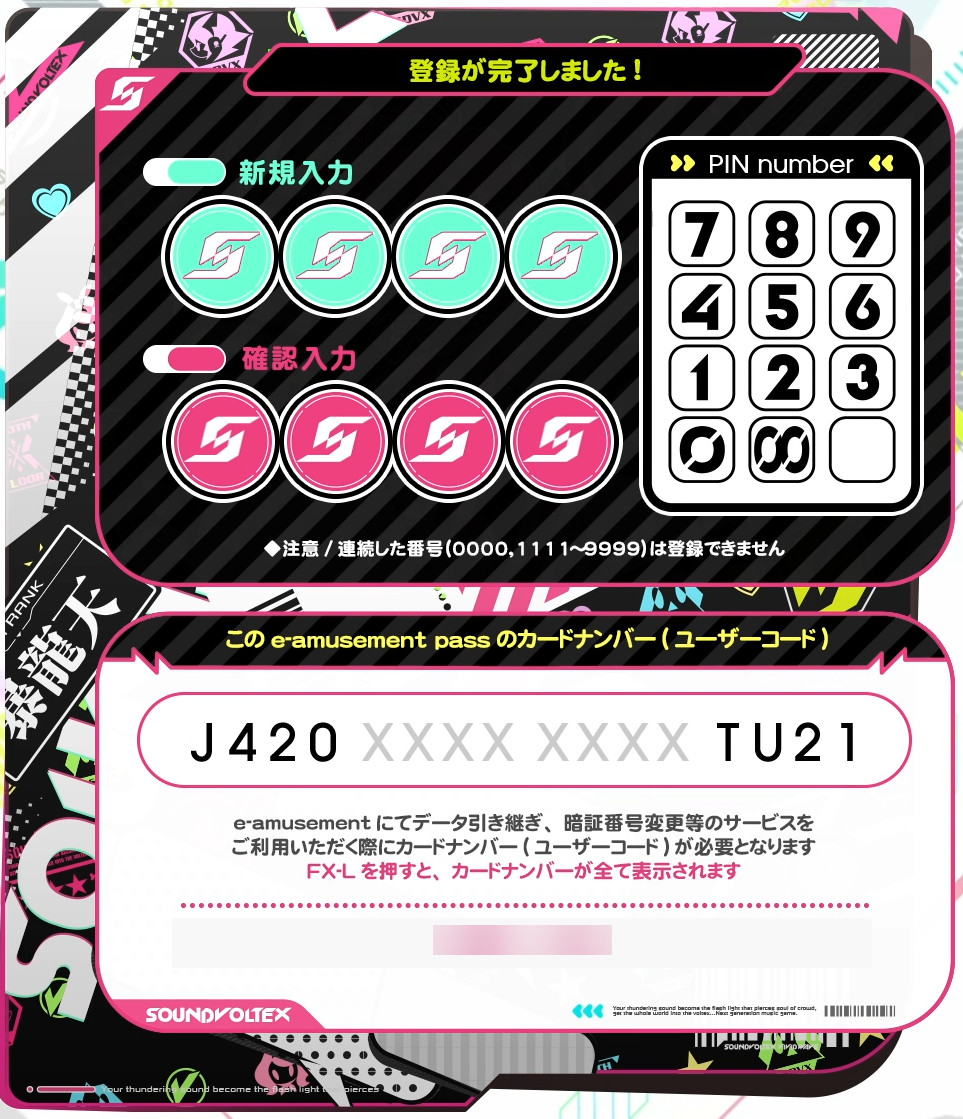 SOUNDVOLTEX
登録が完了しました！
新規入力
確認入力
PIN number
7 8 9
4 5 6
1 2 3
0 00
◆注意 / 連続した番号(0000,1111～9999)は登録できません
RANK
暴龍天
この e-amusement pass のカードナンバー ( ユーザーコード )
J420 XXXX XXXX TU21
e-amusement にてデータ引き継ぎ、暗証番号変更等のサービスを
ご利用いただく際にカードナンバー ( ユーザーコード ) が必要となります
FX-L を押すと、カードナンバーが全て表示されます
SOUNDVOLTEX
Your thundering sound become the flash light that pierces soul of crowd,
get the whole world into the voltex...Next generation music game.
Your thundering sound become the flash light that pierces